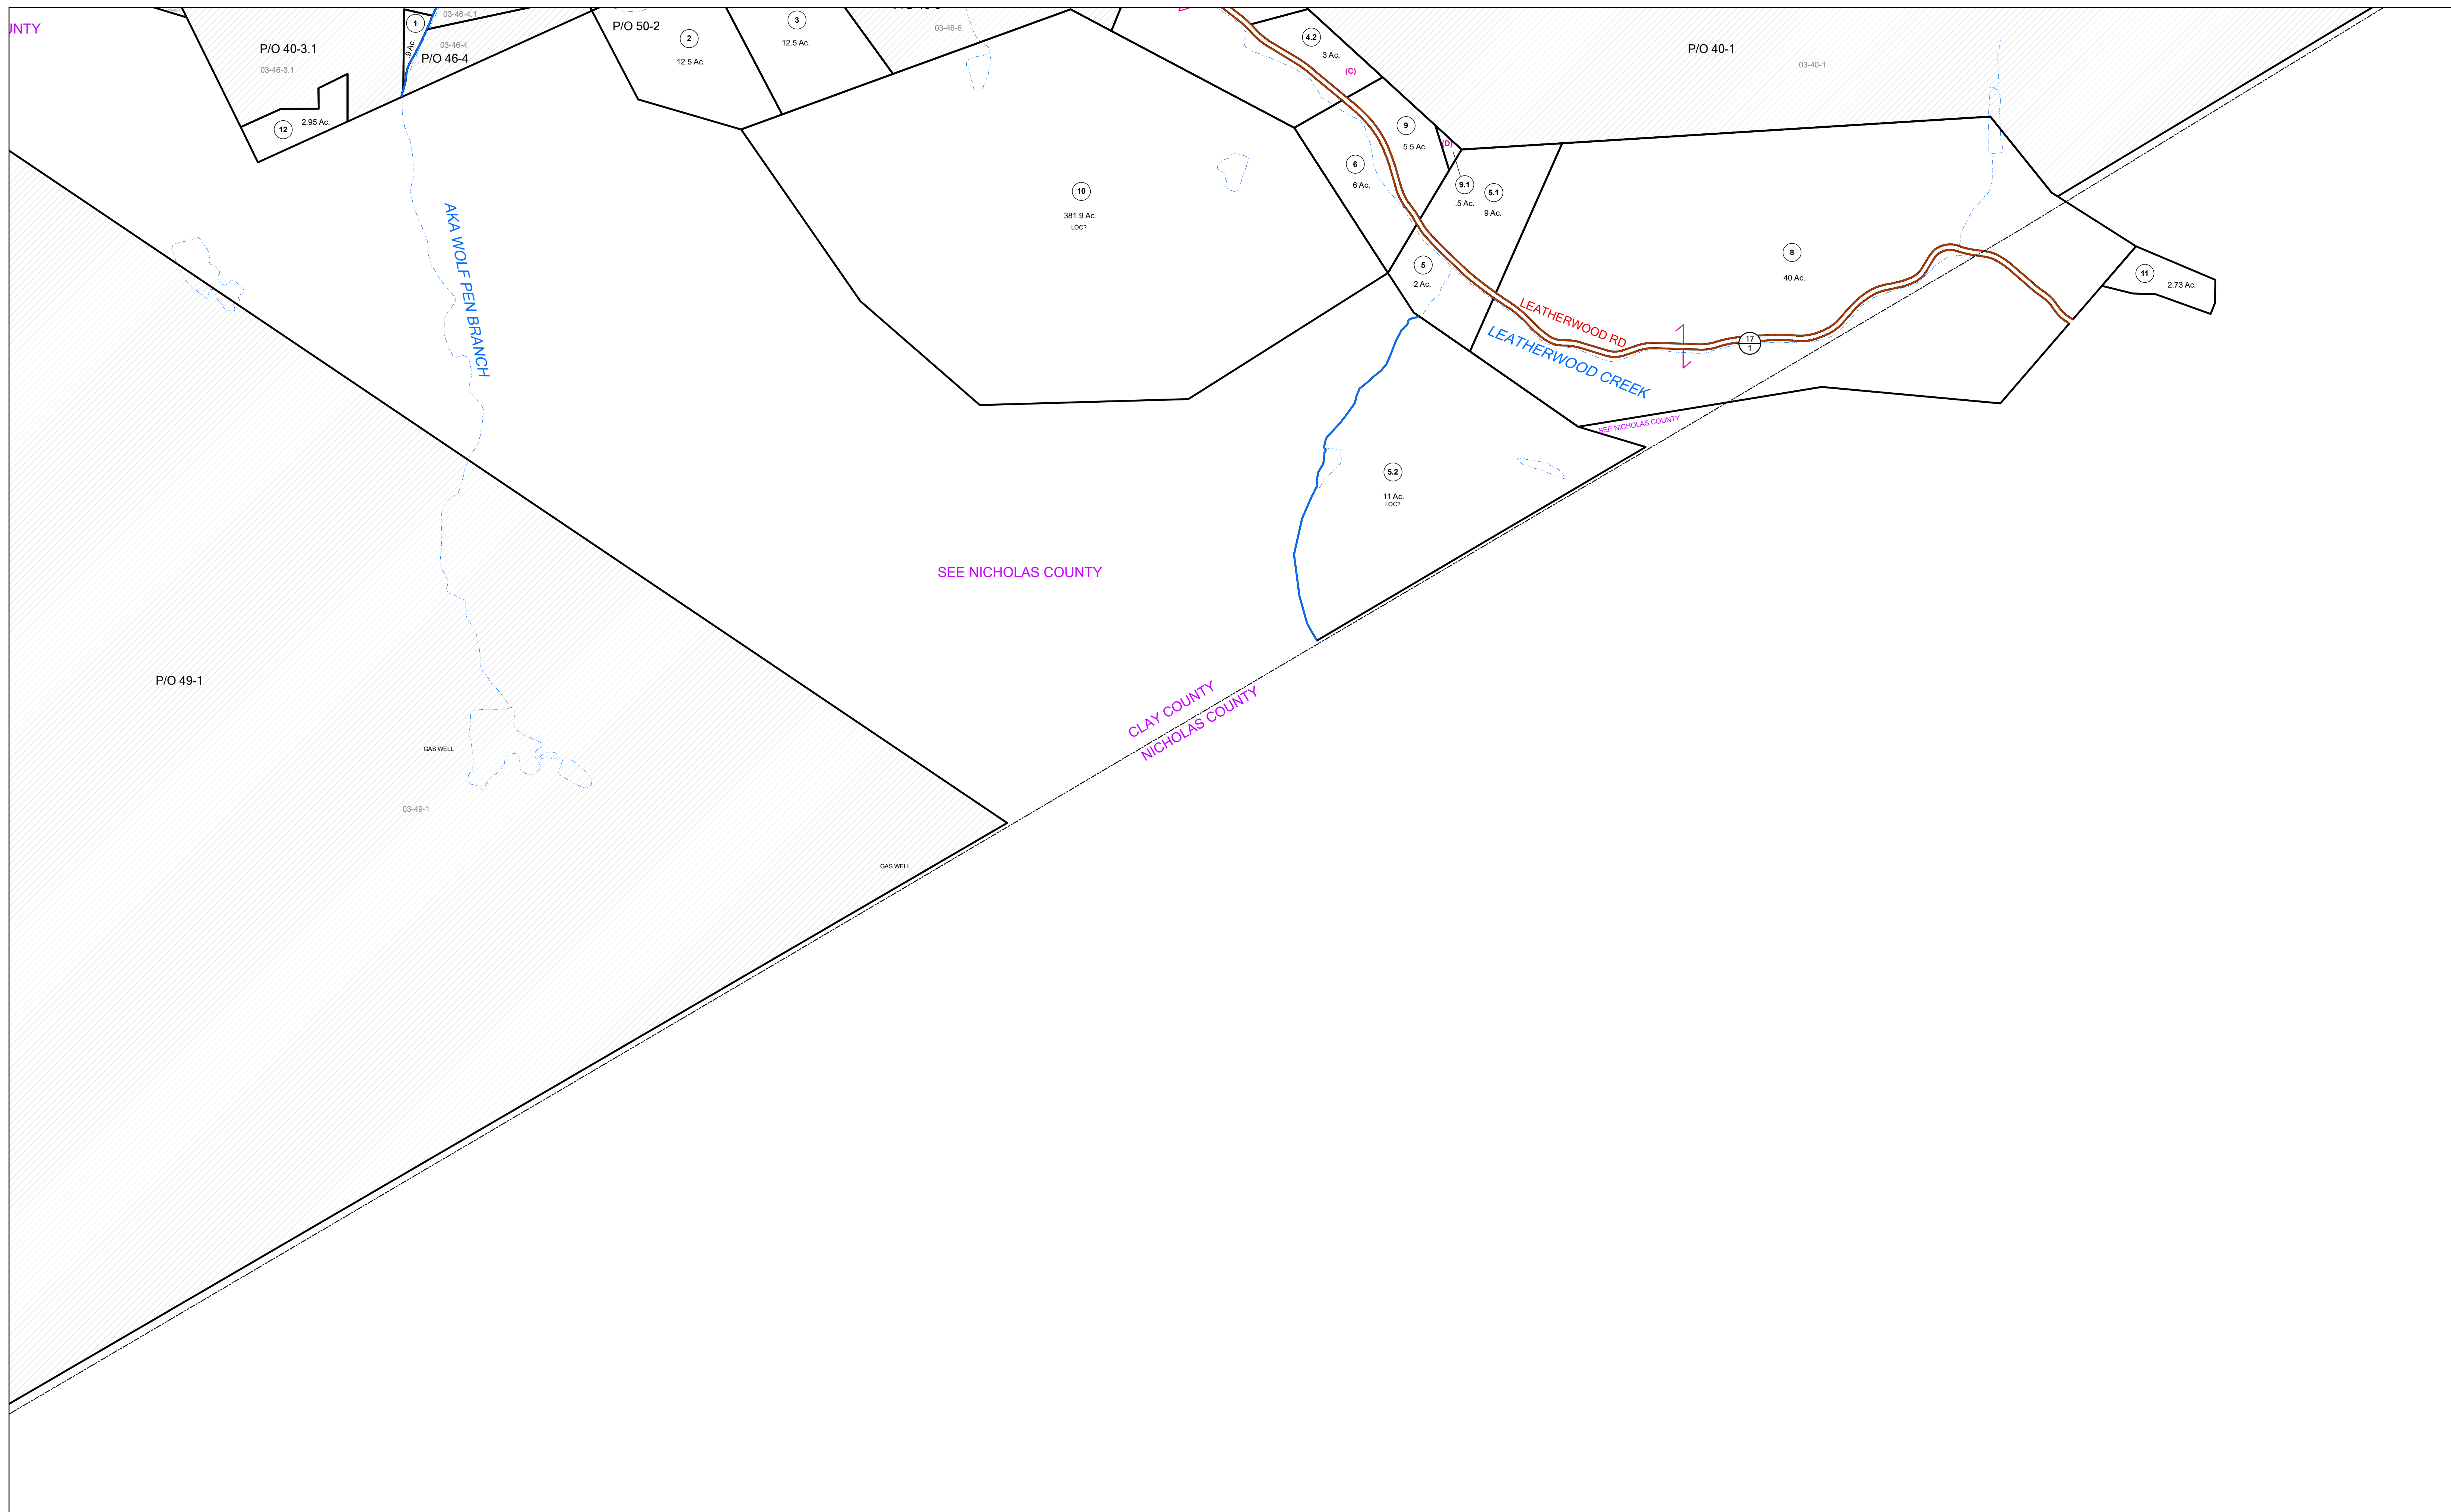 UNTY
P/O 40-3.1
03-46-3.1
12
2.95 Ac.
1
.9 Ac.
03-46-4.1
03-46-4
P/O 46-4
P/O 50-2
2
12.5 Ac.
3
12.5 Ac.
03-46-6
4.2
3 Ac.
(C)
P/O 40-1
03-40-1
9
5.5 Ac.
(D)
6
6 Ac.
9.1
.5 Ac.
5.1
9 Ac.
10
381.9 Ac.
LOC?
5
2 Ac.
8
40 Ac.
11
2.73 Ac.
AKA WOLF PEN BRANCH
LEATHERWOOD RD
LEATHERWOOD CREEK
17
1
SEE NICHOLAS COUNTY
5.2
11 Ac.
LOC?
SEE NICHOLAS COUNTY
P/O 49-1
CLAY COUNTY
NICHOLAS COUNTY
GAS WELL
03-49-1
GAS WELL